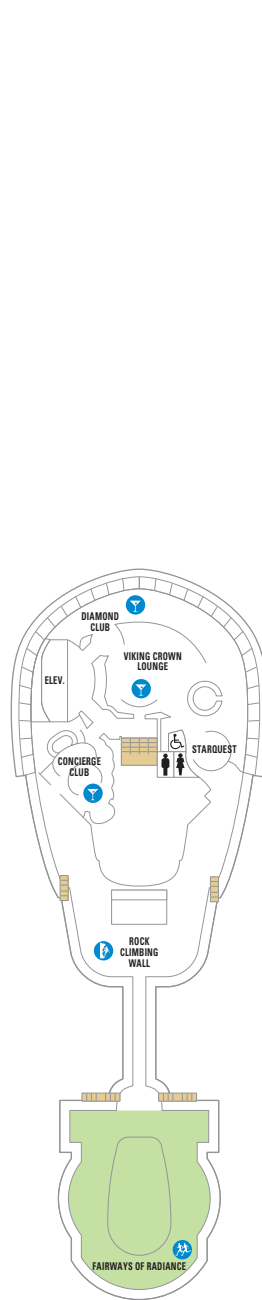 DIAMOND
CLUB
VIKING CROWN
LOUNGE
ELEV.
STARQUEST
CONCIERGE
CLUB
ROCK
CLIMBING
WALL
FAIRWAYS OF RADIANCE